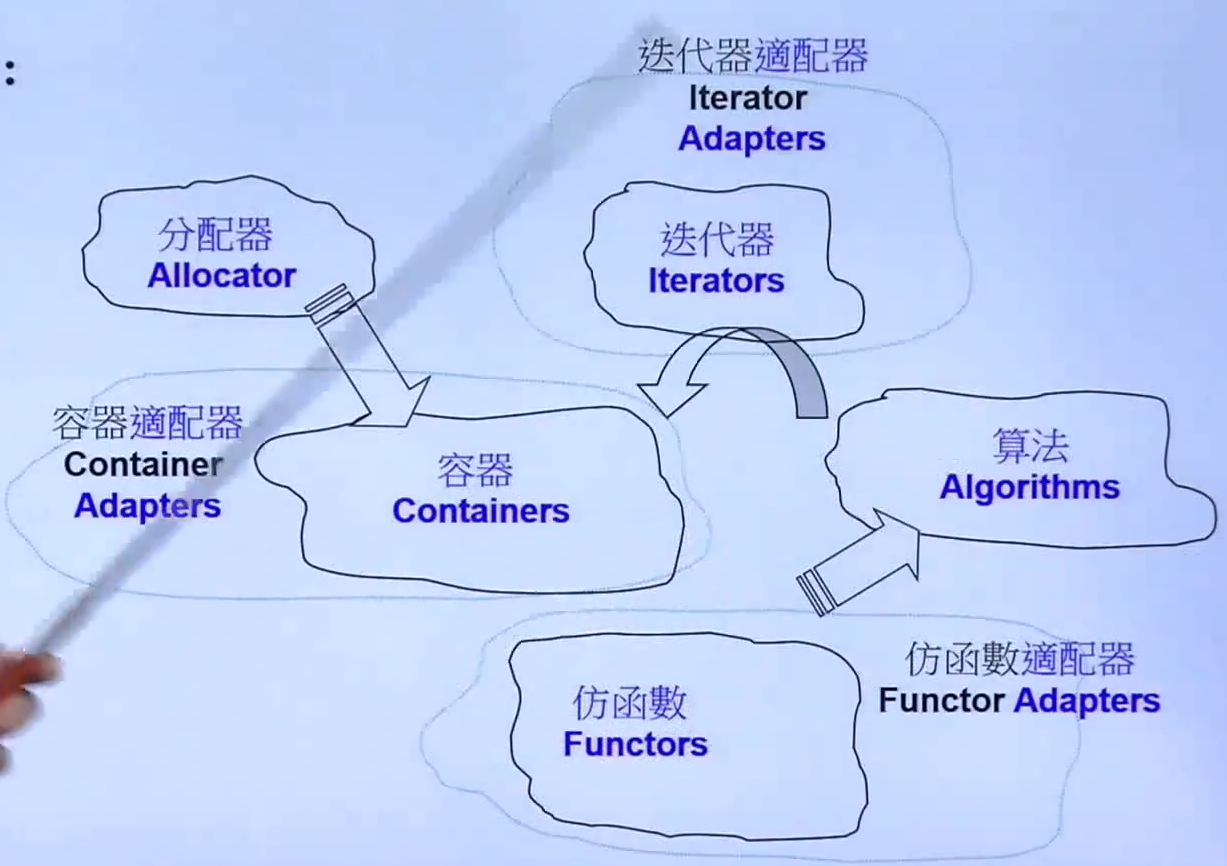 :
迭代器適配器
Iterator
Adapters
分配器
Allocator
迭代器
Iterators
容器適配器
Container
Adapters
容器
Containers
算法
Algorithms
仿函數
Functors
仿函數適配器
Functor Adapters